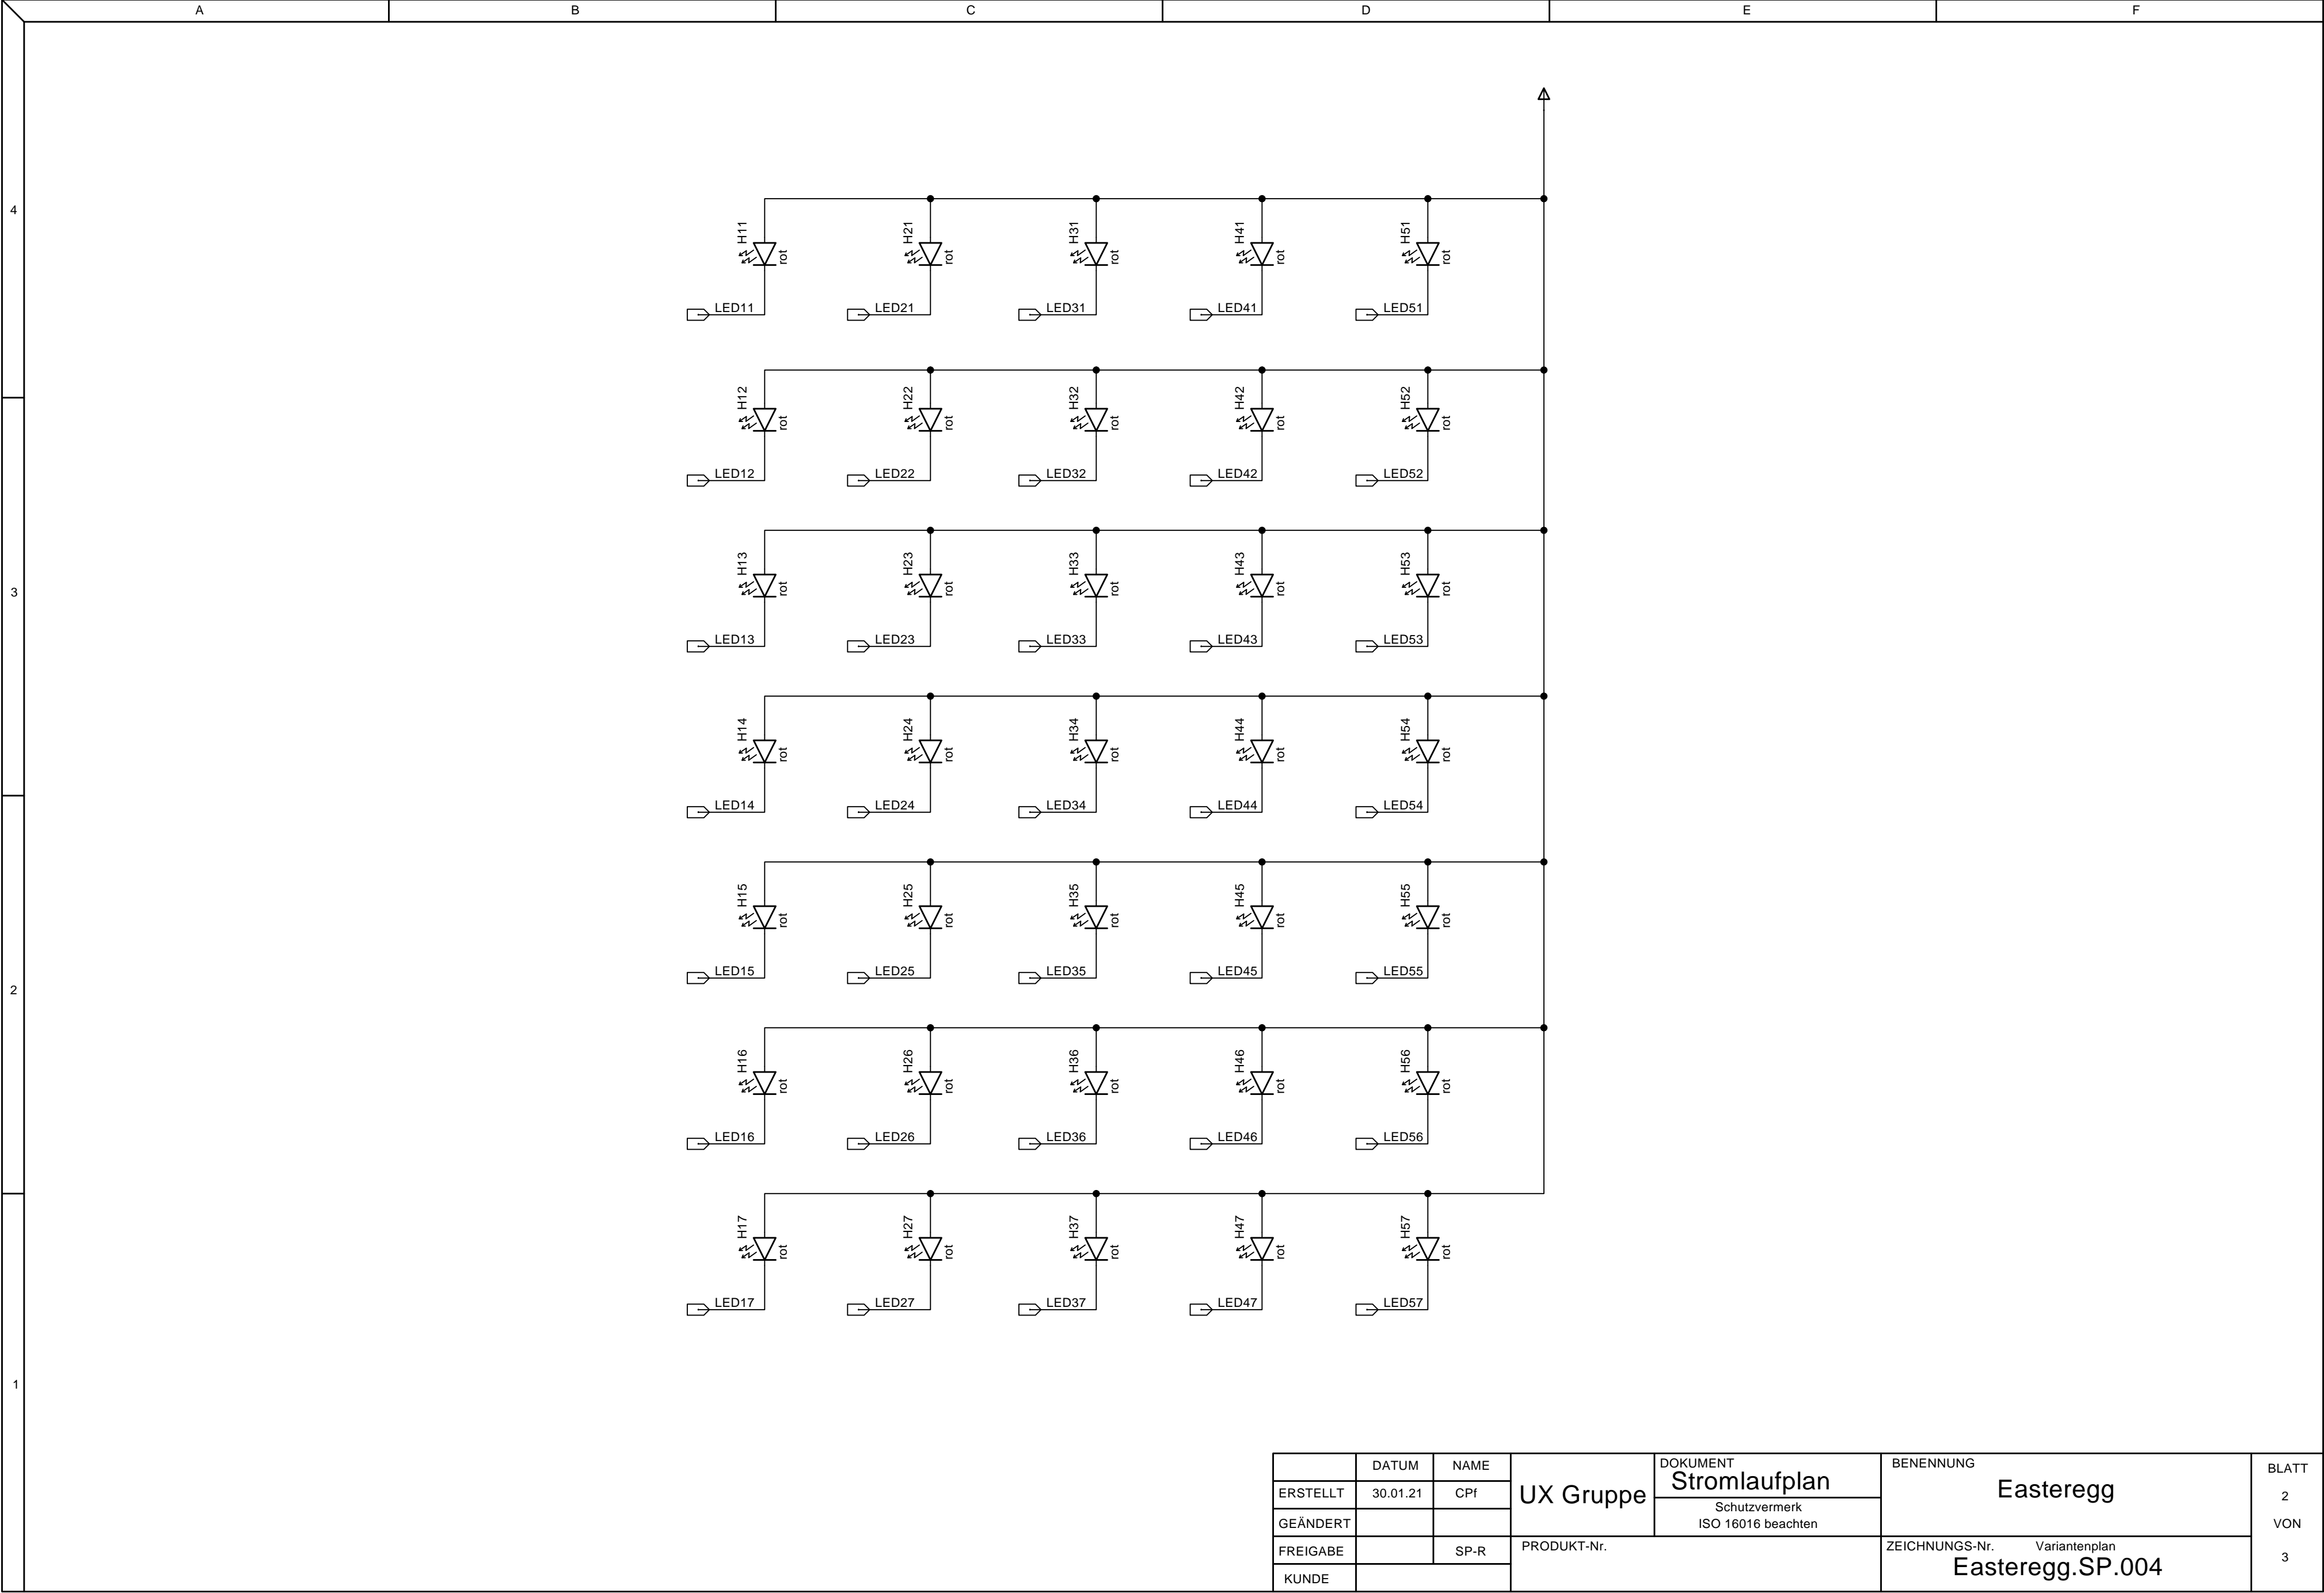 A B C D E F
4
H11 H21 H31 H41 H51
rot rot rot rot rot
LED11 LED21 LED31 LED41 LED51
H12 H22 H32 H42 H52
rot rot rot rot rot
LED12 LED22 LED32 LED42 LED52
3
H13 H23 H33 H43 H53
rot rot rot rot rot
LED13 LED23 LED33 LED43 LED53
H14 H24 H34 H44 H54
rot rot rot rot rot
LED14 LED24 LED34 LED44 LED54
H15 H25 H35 H45 H55
rot rot rot rot rot
LED15 LED25 LED35 LED45 LED55
2
H16 H26 H36 H46 H56
rot rot rot rot rot
LED16 LED26 LED36 LED46 LED56
H17 H27 H37 H47 H57
rot rot rot rot rot
LED17 LED27 LED37 LED47 LED57
1
DATUM NAME
ERSTELLT 30.01.21 CPf
GEÄNDERT
FREIGABE SP-R
KUNDE
UX Gruppe
PRODUKT-Nr.
DOKUMENT
Stromlaufplan
Schutzvermerk
ISO 16016 beachten
BENENNUNG
Easteregg
ZEICHNUNGS-Nr. Variantenplan
Easteregg.SP.004
BLATT
2
VON
3